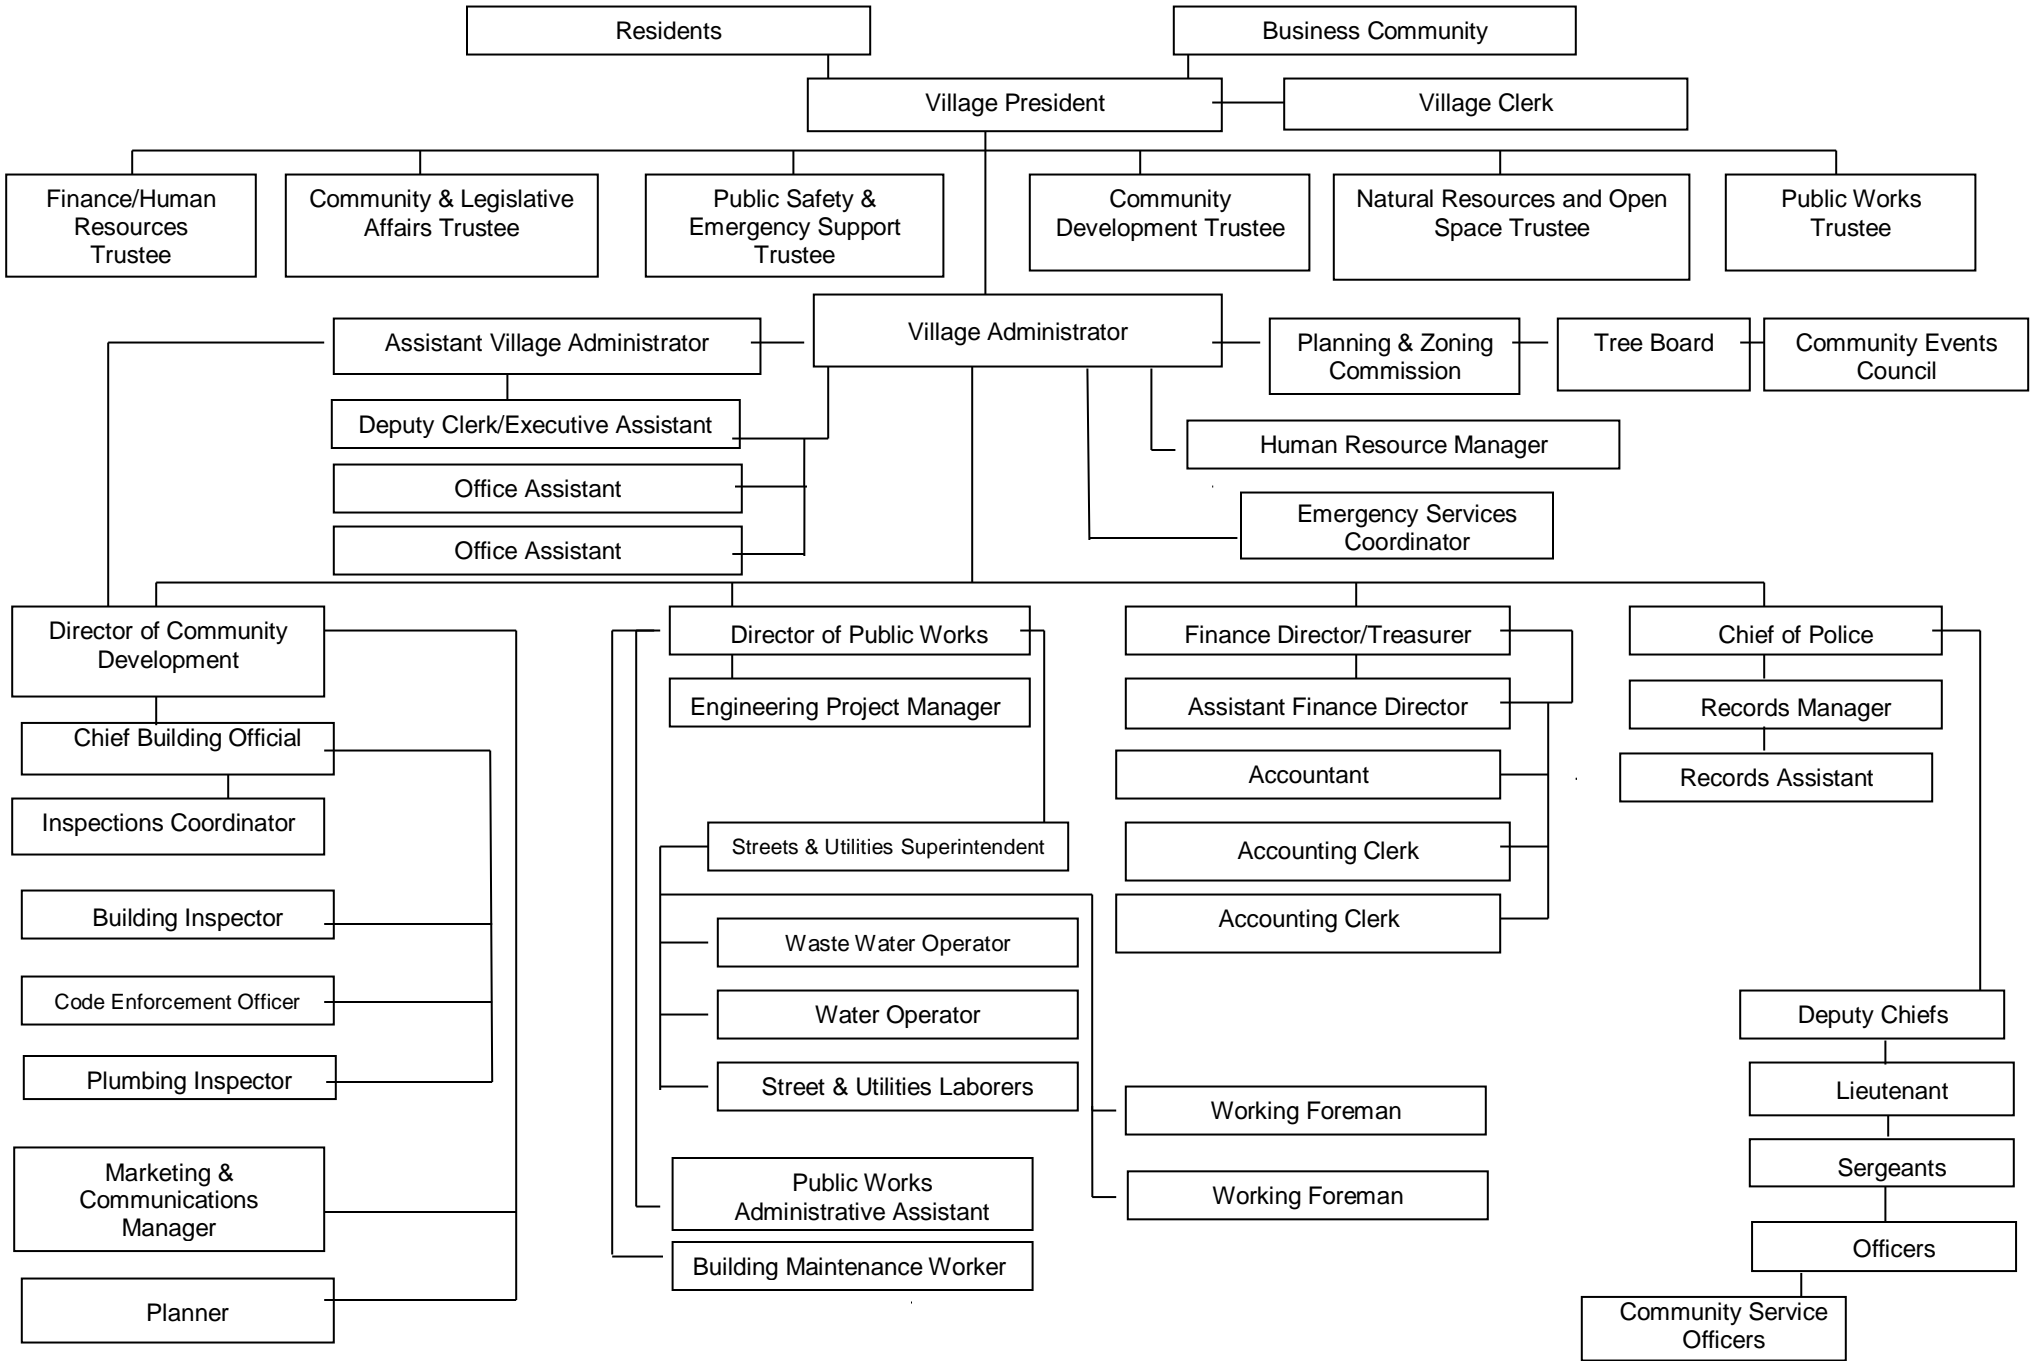 Residents
Business Community
Village President
Village Clerk
Finance/Human
Resources
Trustee
Community & Legislative
Affairs Trustee
Public Safety &
Emergency Support
Trustee
Community
Development Trustee
Natural Resources and Open
Space Trustee
Public Works
Trustee
Village Administrator
Assistant Village Administrator
Planning & Zoning
Commission
Tree Board
Community Events
Council
Deputy Clerk/Executive Assistant
Human Resource Manager
Office Assistant
Emergency Services
Coordinator
Office Assistant
Director of Community
Development
Director of Public Works
Finance Director/Treasurer
Chief of Police
Engineering Project Manager
Assistant Finance Director
Records Manager
Chief Building Official
Accountant
Records Assistant
Inspections Coordinator
Streets & Utilities Superintendent
Accounting Clerk
Building Inspector
Accounting Clerk
Waste Water Operator
Code Enforcement Officer
Water Operator
Deputy Chiefs
Plumbing Inspector
Street & Utilities Laborers
Lieutenant
Working Foreman
Marketing &
Communications
Manager
Public Works
Administrative Assistant
Working Foreman
Sergeants
Officers
Building Maintenance Worker
Planner
Community Service
Officers